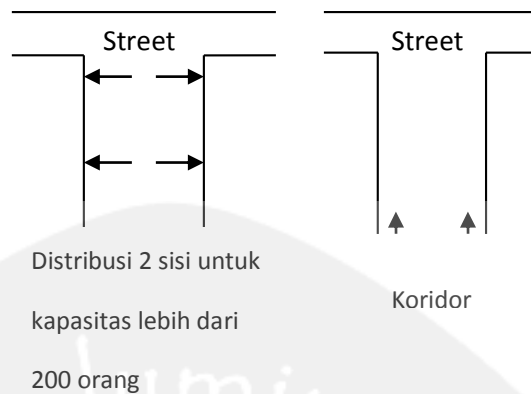 Street
Street
Distribusi 2 sisi untuk
kapasitas lebih dari
200 orang
Koridor